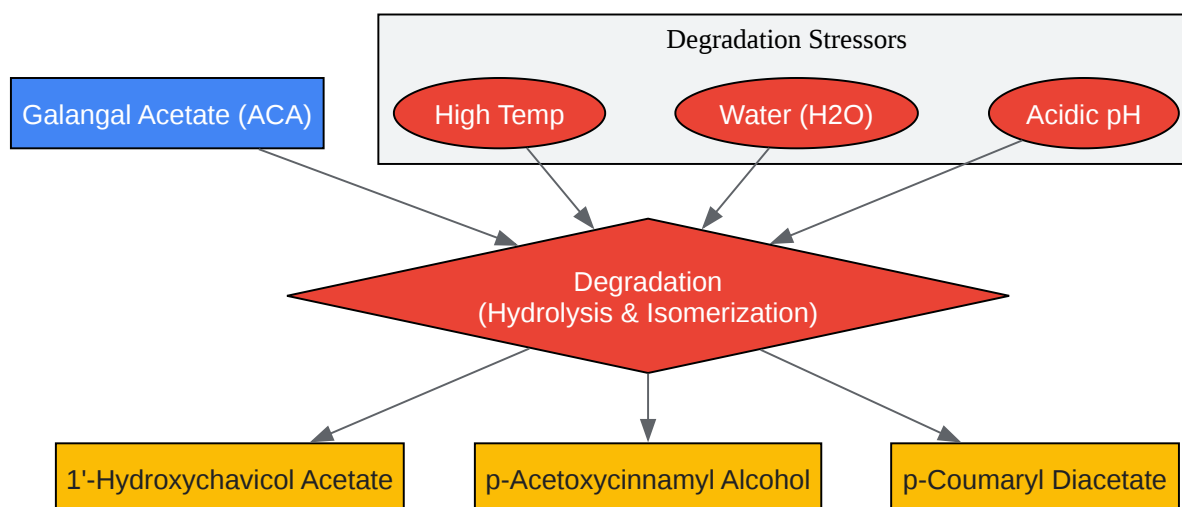 Degradation Stressors
Galangal Acetate (ACA)
High Temp
Water (H2O)
Acidic pH
Degradation
(Hydrolysis & Isomerization)
1'-Hydroxychavicol Acetate
p-Acetoxycinnamyl Alcohol
p-Coumaryl Diacetate